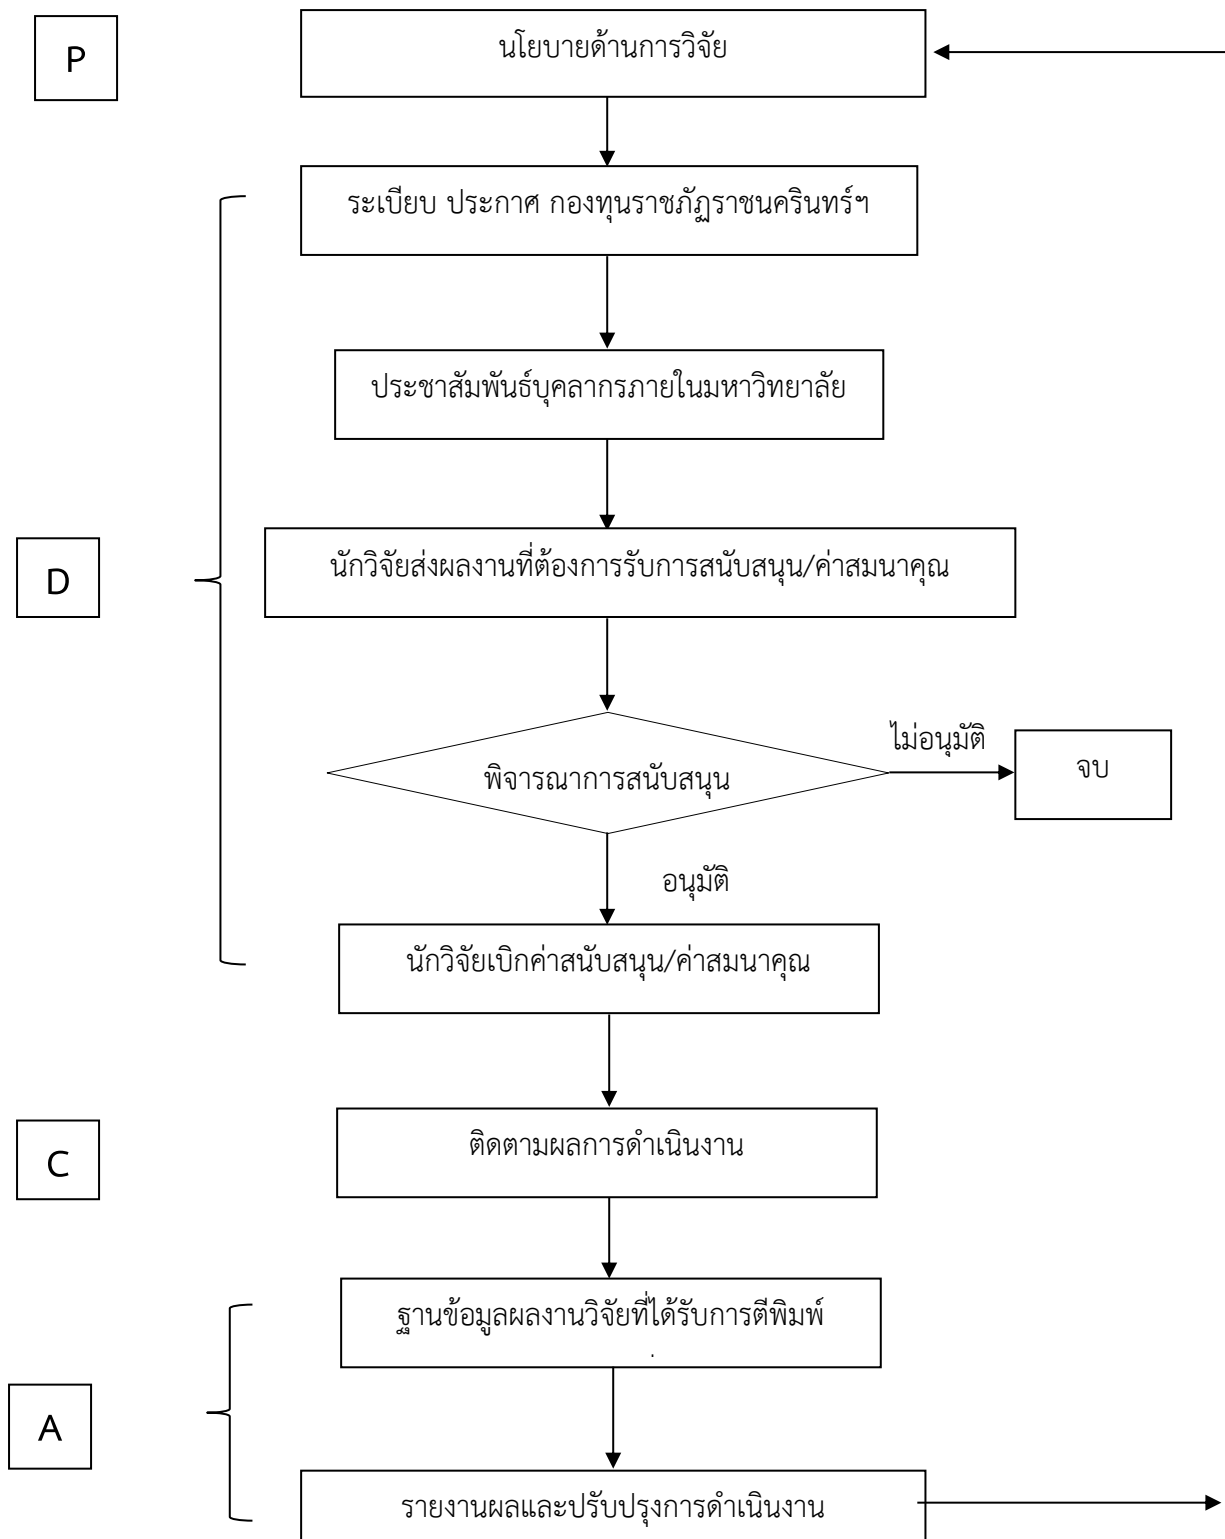 P
นโยบายด้านการวิจัย
ระเบียบ ประกาศ กองทุนราชภัฏราชนครินทร์ฯ
ประชาสัมพันธ์บุคลากรภายในมหาวิทยาลัย
D
นักวิจัยส่งผลงานที่ต้องการรับการสนับสนุน/ค่าสมนาคุณ
ไม่อนุมัติ
พิจารณาการสนับสนุน
จบ
อนุมัติ
นักวิจัยเบิกค่าสนับสนุน/ค่าสมนาคุณ
C
ติดตามผลการดำเนินงาน
ฐานข้อมูลผลงานวิจัยที่ได้รับการตีพิมพ์
.
A
รายงานผลและปรับปรุงการดำเนินงาน